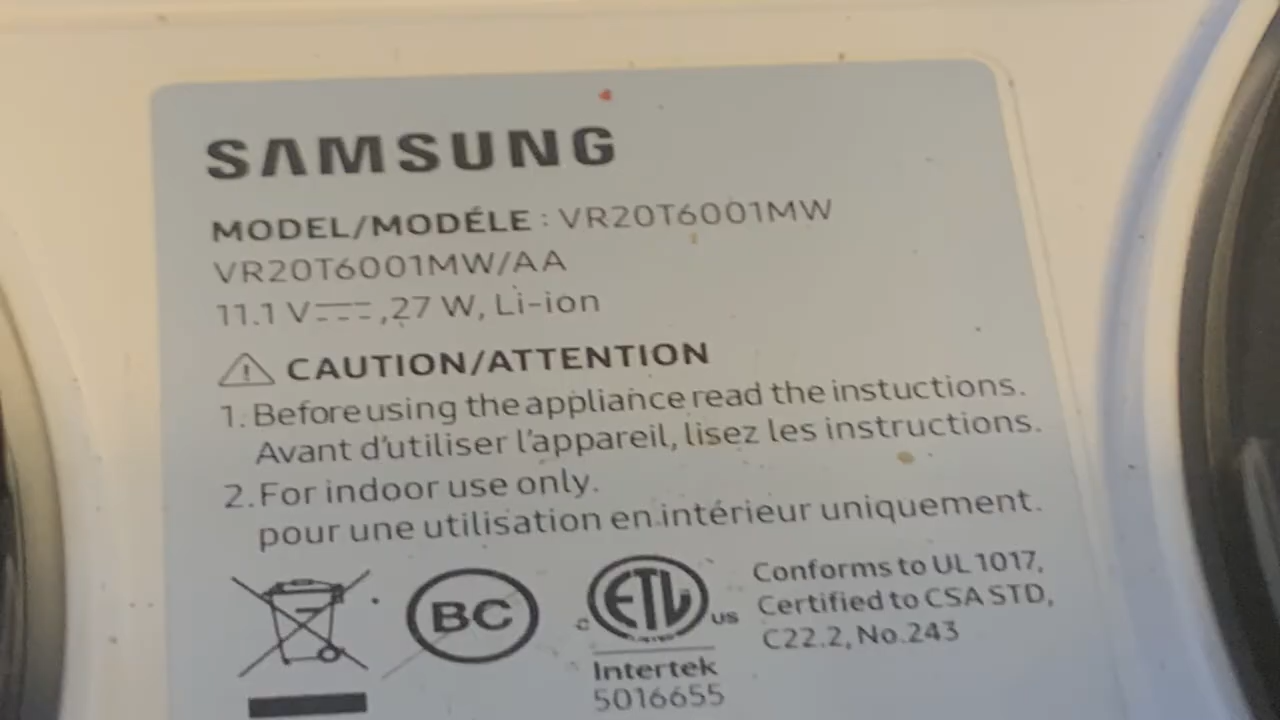 SAMSUNG
MODEL/MODÉLE : VR20T6001MW
VR20T6001MW/AA
11.1 V⎓,27 W, Li-ion
⚠ CAUTION/ATTENTION
1. Before using the appliance read the instuctions.
Avant d'utiliser l'appareil, lisez les instructions.
2. For indoor use only.
pour une utilisation en intérieur uniquement.
BC
C ETL US
Intertek
5016655
Conforms to UL 1017,
Certified to CSA STD,
C22.2, No.243